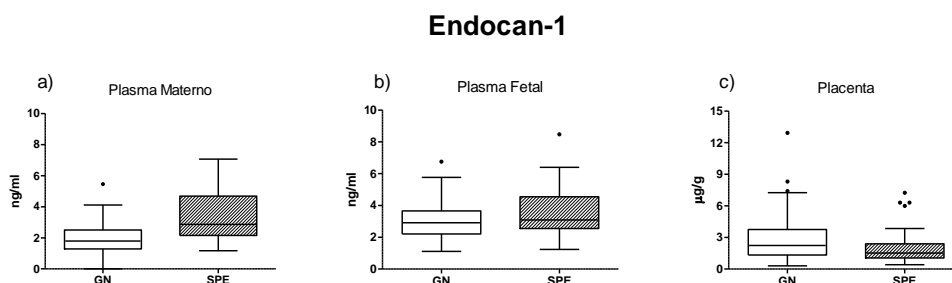 Endocan-1
a)
Plasma Materno
10
8
6
4
2
0
ng/ml
GN
SPE
b)
Plasma Fetal
10
8
6
4
2
0
ng/ml
GN
SPE
c)
Placenta
15
12
9
6
3
0
µg/g
GN
SPE